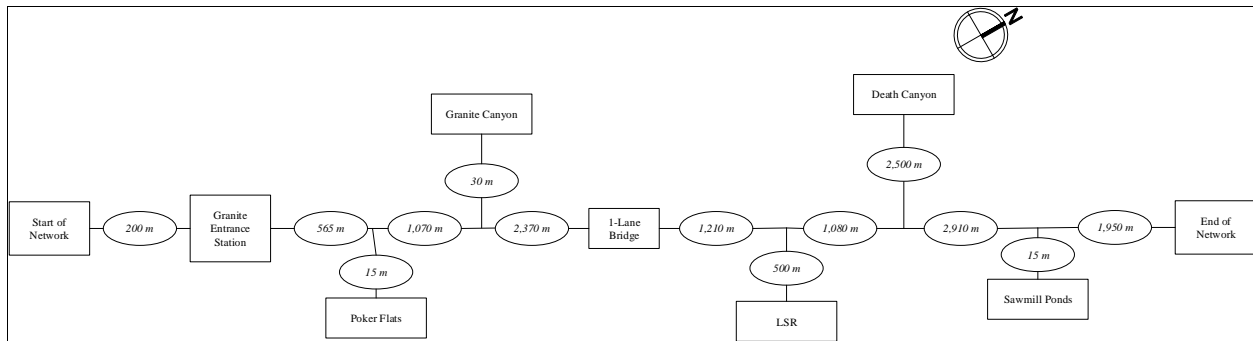 N
Death Canyon
Granite Canyon
2,500 m
30 m
Start of
Network
200 m
Granite
Entrance
Station
565 m
1,070 m
2,370 m
1-Lane
Bridge
1,210 m
1,080 m
2,910 m
1,950 m
End of
Network
15 m
500 m
15 m
Poker Flats
LSR
Sawmill Ponds